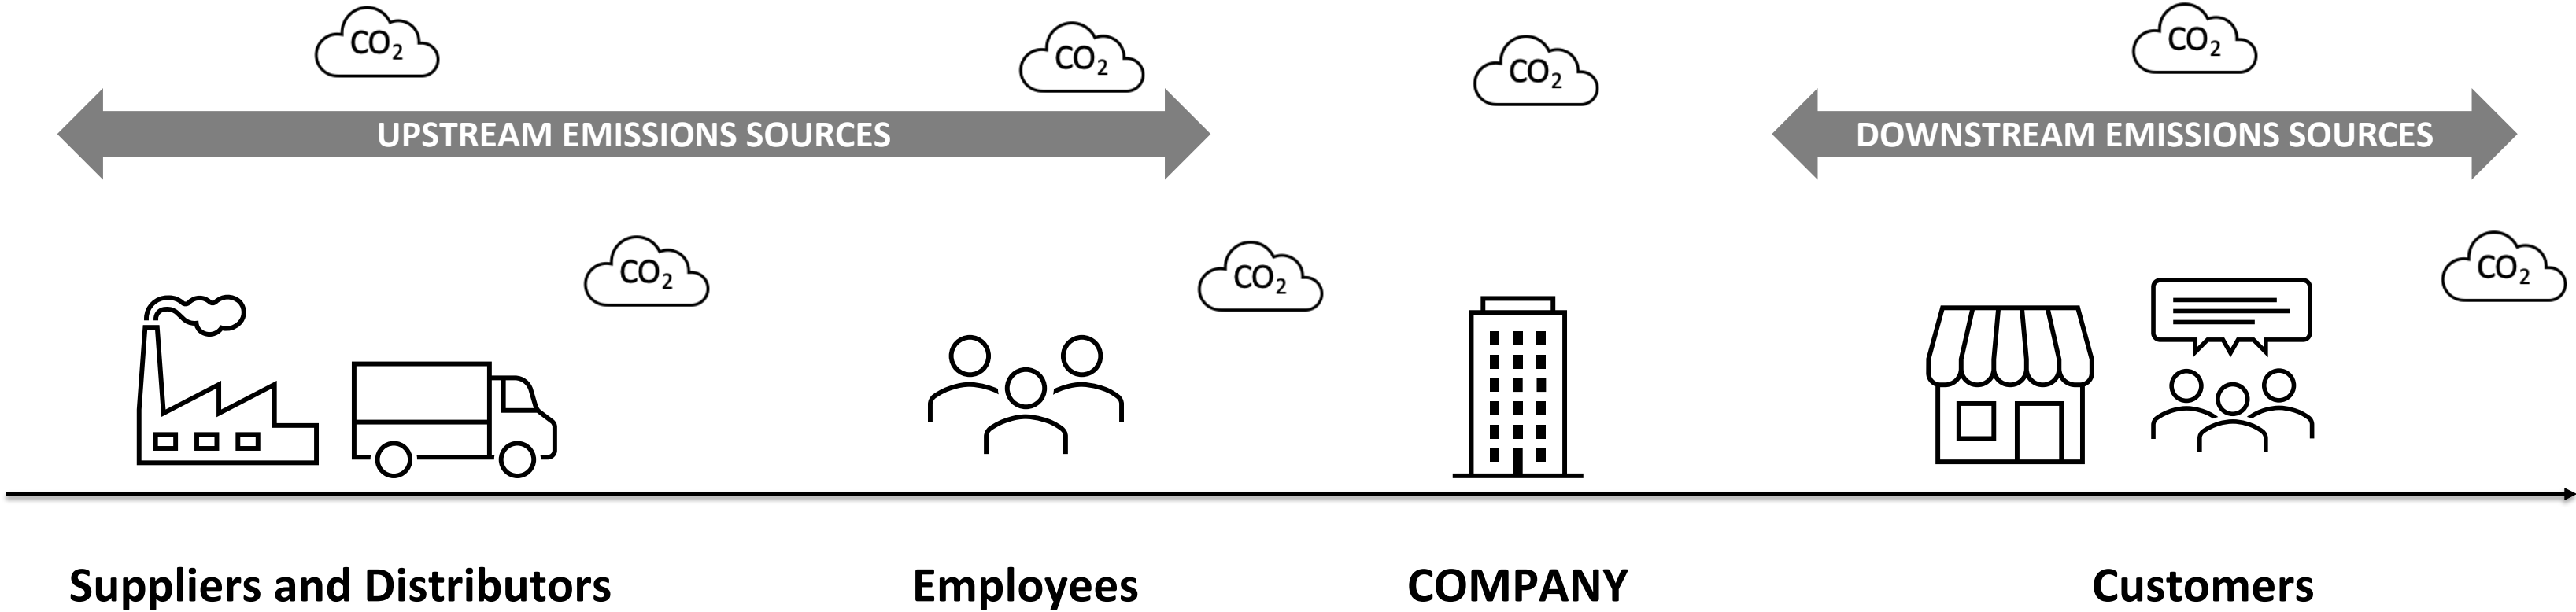 CO₂
CO₂
CO₂
CO₂
UPSTREAM EMISSIONS SOURCES
DOWNSTREAM EMISSIONS SOURCES
CO₂
CO₂
CO₂
Suppliers and Distributors
Employees
COMPANY
Customers